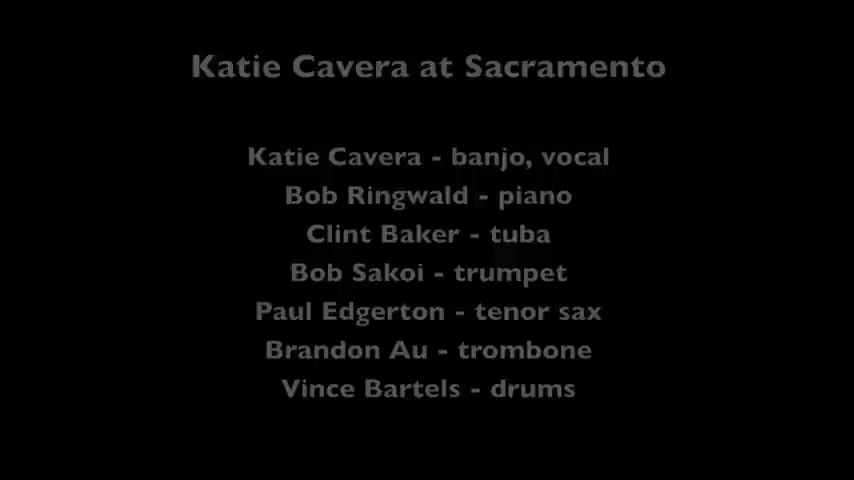 Katie Cavera at Sacramento
Katie Cavera - banjo, vocal
Bob Ringwald - piano
Clint Baker - tuba
Bob Sakoi - trumpet
Paul Edgerton - tenor sax
Brandon Au - trombone
Vince Bartels - drums